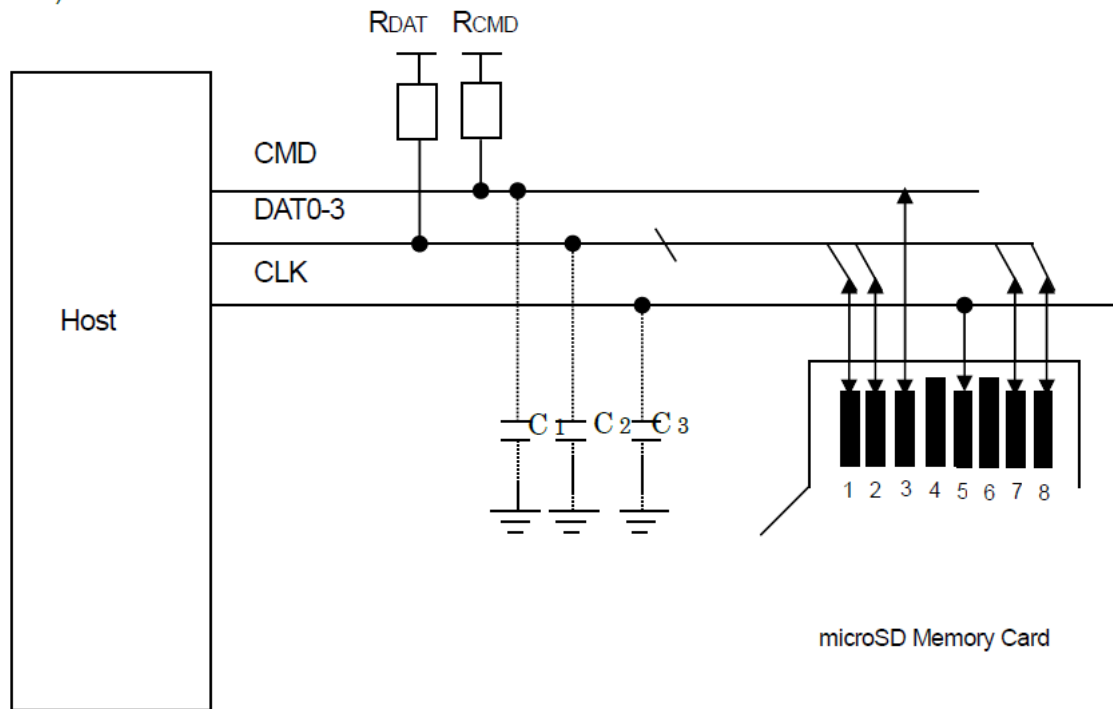 RDAT RCMD
CMD
DAT0-3
CLK
Host
C1 C2 C3
1 2 3 4 5 6 7 8
microSD Memory Card